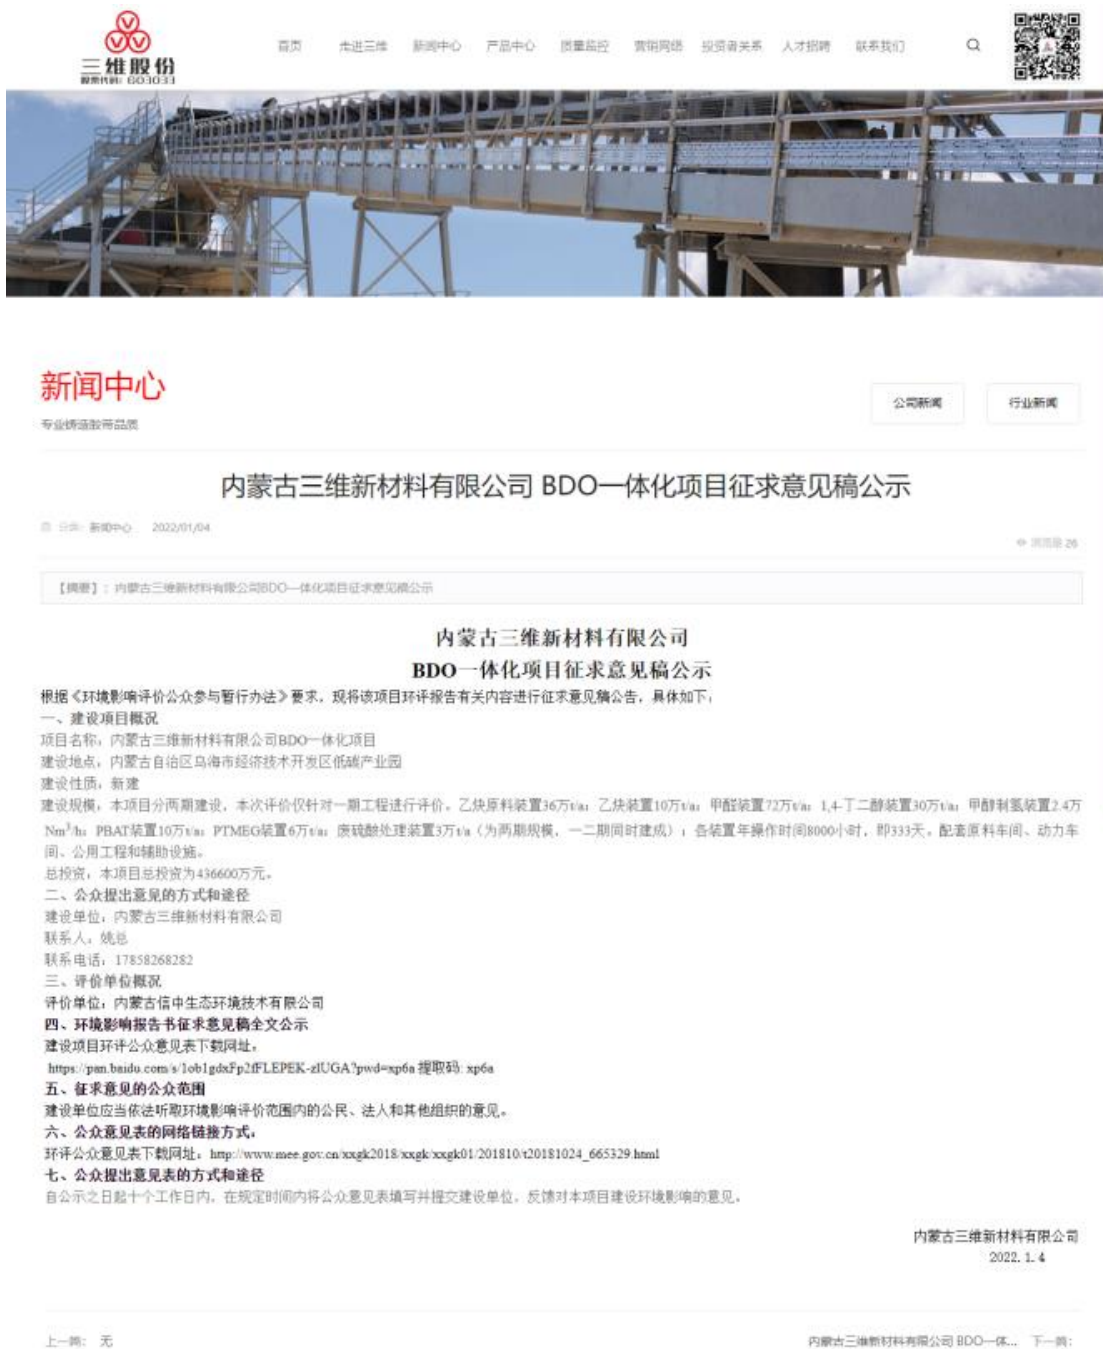 三维股份
股票代码：603033
首页 走进三维 新闻中心 产品中心 质量监控 营销网络 投资者关系 人才招聘 联系我们
新闻中心
专业铸造胶带品质
公司新闻 行业新闻
内蒙古三维新材料有限公司 BDO一体化项目征求意见稿公示
分类：新闻中心 2022/01/04
浏览量 26
【摘要】：内蒙古三维新材料有限公司BDO一体化项目征求意见稿公示
内蒙古三维新材料有限公司
BDO一体化项目征求意见稿公示
根据《环境影响评价公众参与暂行办法》要求，现将该项目环评报告有关内容进行征求意见稿公告，具体如下：
一、建设项目概况
项目名称：内蒙古三维新材料有限公司BDO一体化项目
建设地点：内蒙古自治区乌海市经济技术开发区低碳产业园
建设性质：新建
建设规模：本项目分两期建设，本次评价仅针对一期工程进行评价。乙炔原料装置36万t/a；乙炔装置10万t/a；甲醛装置72万t/a；1,4-丁二醇装置30万t/a；甲醇制氢装置2.4万
Nm³/h；PBAT装置10万t/a；PTMEG装置6万t/a；废硫酸处理装置3万t/a（为两期规模，一二期同时建成）；各装置年操作时间8000小时，即333天。配套原料车间、动力车
间、公用工程和辅助设施。
总投资：本项目总投资为436600万元。
二、公众提出意见的方式和途径
建设单位：内蒙古三维新材料有限公司
联系人：姚总
联系电话：17858268282
三、评价单位概况
评价单位：内蒙古信中生态环境技术有限公司
四、环境影响报告书征求意见稿全文公示
建设项目环评公众意见表下载网址：
https://pan.baidu.com/s/1ob1gdxFp2fFLEPEK-zIUGA?pwd=xp6a 提取码: xp6a
五、征求意见的公众范围
建设单位应当依法听取环境影响评价范围内的公民、法人和其他组织的意见。
六、公众意见表的网络链接方式：
环评公众意见表下载网址：http://www.mee.gov.cn/xxgk2018/xxgk/xxgk01/201810/t20181024_665329.html
七、公众提出意见表的方式和途径
自公示之日起十个工作日内，在规定时间内将公众意见表填写并提交建设单位，反馈对本项目建设环境影响的意见。
内蒙古三维新材料有限公司
2022.1.4
上一篇： 无
内蒙古三维新材料有限公司 BDO一体... 下一篇：